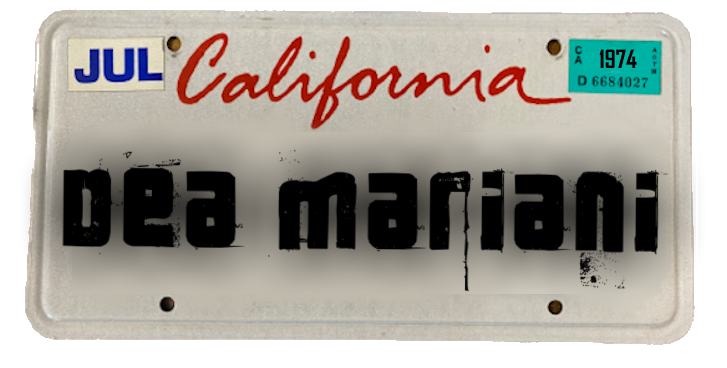 JUL
California
CA 1974
D 6684027
Dea mariani